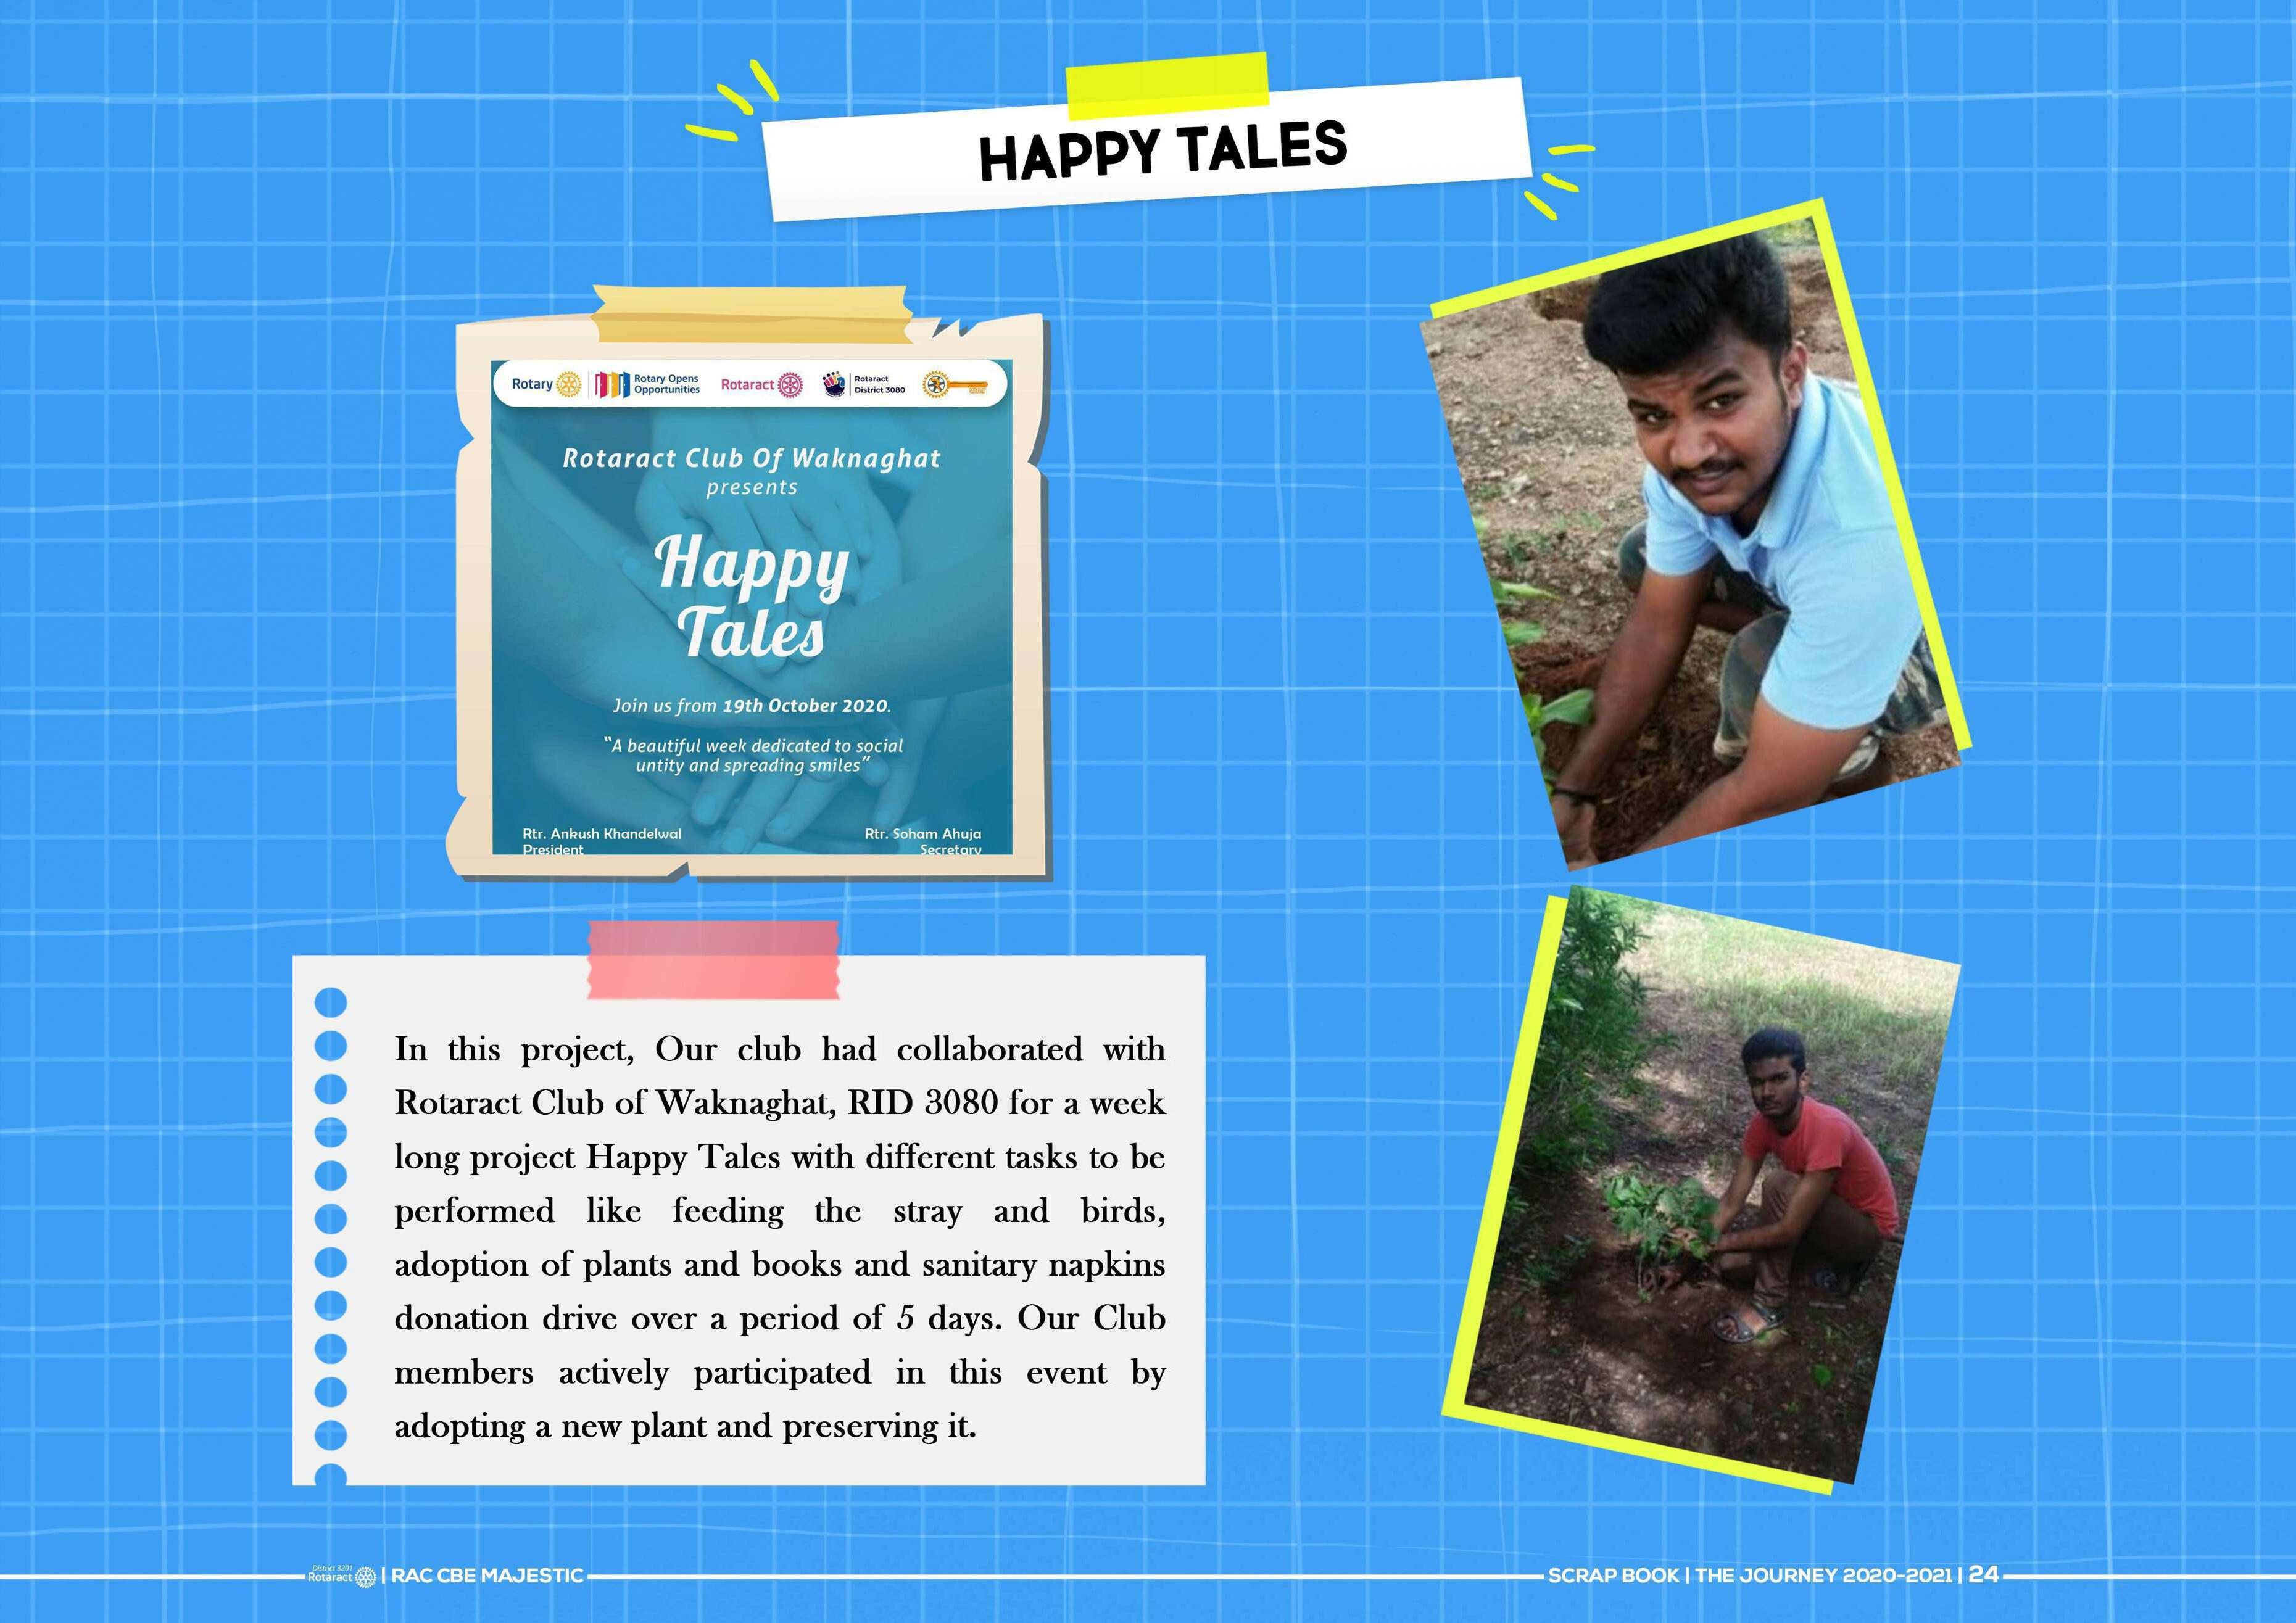 HAPPY TALES
Rotary
Rotary Opens
Opportunities
Rotaract
Rotaract
District 3080
Rotaract Club Of Waknaghat
presents
Happy
Tales
Join us from 19th October 2020.
"A beautiful week dedicated to social
untity and spreading smiles"
Rtr. Ankush Khandelwal
President
Rtr. Soham Ahuja
Secretary
In this project, Our club had collaborated with
Rotaract Club of Waknaghat, RID 3080 for a week
long project Happy Tales with different tasks to be
performed like feeding the stray and birds,
adoption of plants and books and sanitary napkins
donation drive over a period of 5 days. Our Club
members actively participated in this event by
adopting a new plant and preserving it.
District 3201
Rotaract | RAC CBE MAJESTIC
SCRAP BOOK | THE JOURNEY 2020-2021 | 24